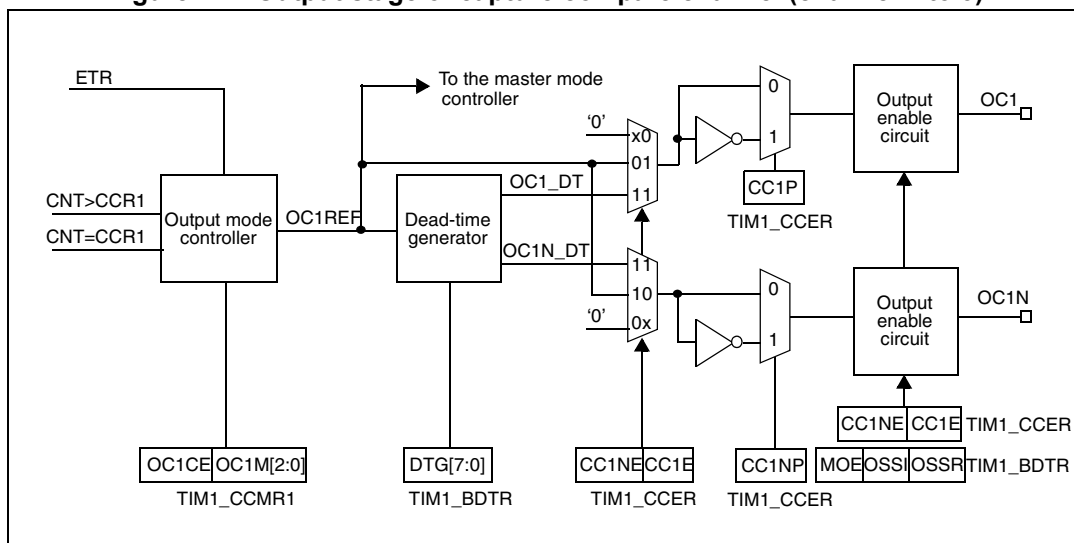 ETR
To the master mode
controller
0
Output
enable
circuit
OC1
'0'
x0
1
01
CNT>CCR1
OC1_DT
11
CC1P
CNT=CCR1
Output mode
controller
OC1REF
Dead-time
generator
TIM1_CCER
OC1N_DT
11
10
0
Output
enable
circuit
OC1N
'0'
0x
1
CC1NE CC1E TIM1_CCER
OC1CE OC1M[2:0]
DTG[7:0]
CC1NE CC1E
CC1NP
MOE OSSI OSSR TIM1_BDTR
TIM1_CCMR1
TIM1_BDTR
TIM1_CCER
TIM1_CCER